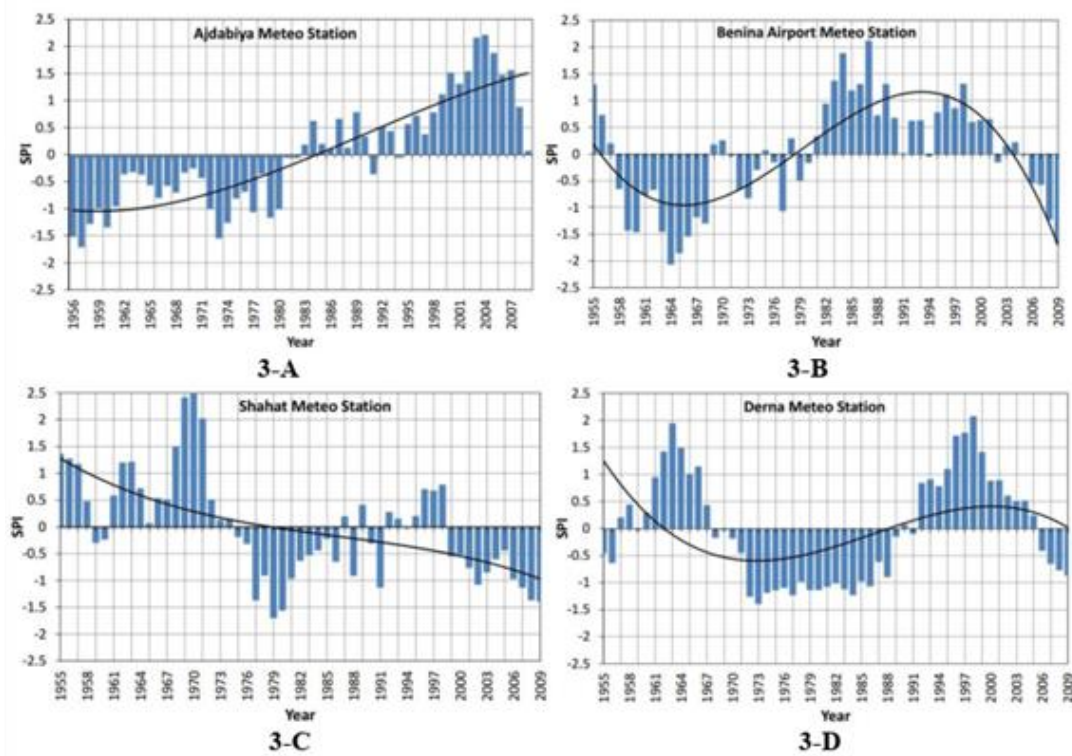 Ajdabiya Meteo Station
2.5
2
1.5
1
0.5
0
-0.5
-1
-1.5
-2
-2.5
SPI
1956 1959 1962 1965 1968 1971 1974 1977 1980 1983 1986 1989 1992 1995 1998 2001 2004 2007
Year
3-A
Benina Airport Meteo Station
2.5
2
1.5
1
0.5
0
-0.5
-1
-1.5
-2
-2.5
SPI
1955 1958 1961 1964 1967 1970 1973 1976 1979 1982 1985 1988 1991 1994 1997 2000 2003 2006 2009
Year
3-B
Shahat Meteo Station
2.5
2
1.5
1
0.5
0
-0.5
-1
-1.5
-2
-2.5
SPI
1955 1958 1961 1964 1967 1970 1973 1976 1979 1982 1985 1988 1991 1994 1997 2000 2003 2006 2009
Year
3-C
Derna Meteo Station
2.5
2
1.5
1
0.5
0
-0.5
-1
-1.5
-2
-2.5
SPI
1955 1958 1961 1964 1967 1970 1973 1976 1979 1982 1985 1988 1991 1994 1997 2000 2003 2006 2009
Year
3-D